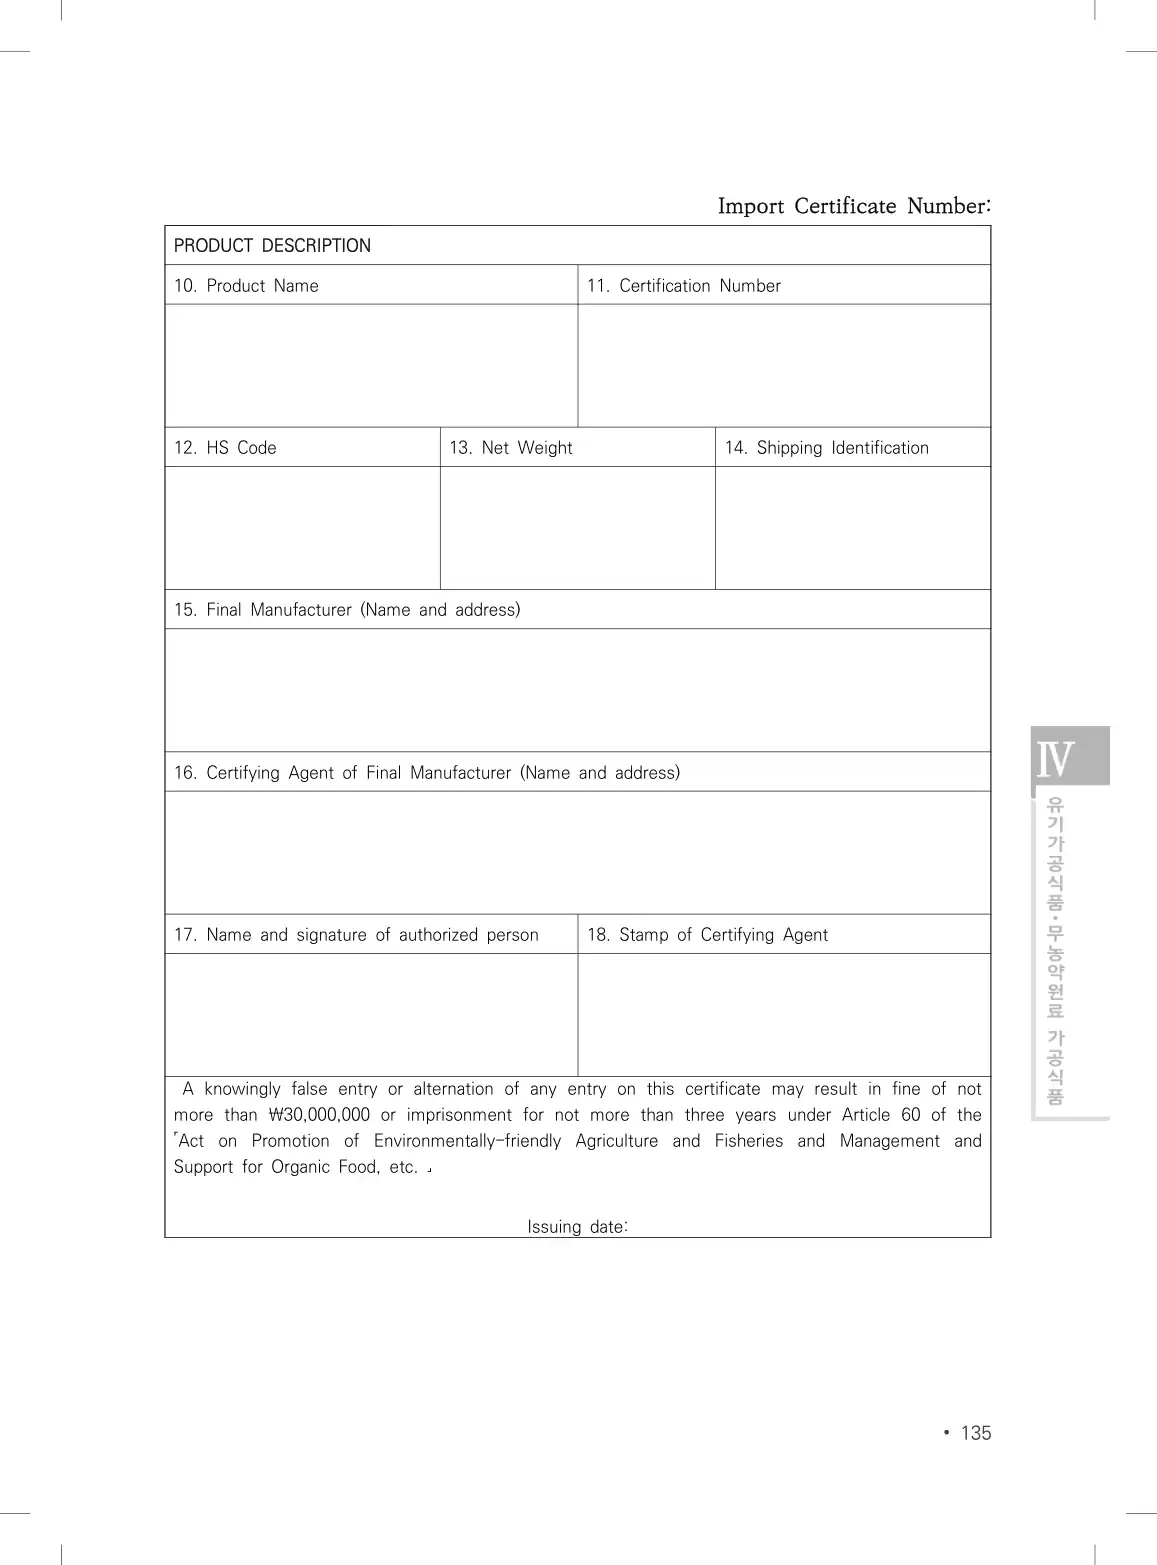 Import Certificate Number:
PRODUCT DESCRIPTION
10. Product Name
11. Certification Number
12. HS Code
13. Net Weight
14. Shipping Identification
15. Final Manufacturer (Name and address)
16. Certifying Agent of Final Manufacturer (Name and address)
17. Name and signature of authorized person
18. Stamp of Certifying Agent
A knowingly false entry or alternation of any entry on this certificate may result in fine of not
more than ₩30,000,000 or imprisonment for not more than three years under Article 60 of the
「Act on Promotion of Environmentally-friendly Agriculture and Fisheries and Management and
Support for Organic Food, etc. 」
Issuing date:
Ⅳ
유기가공식품·무농약원료 가공식품
• 135